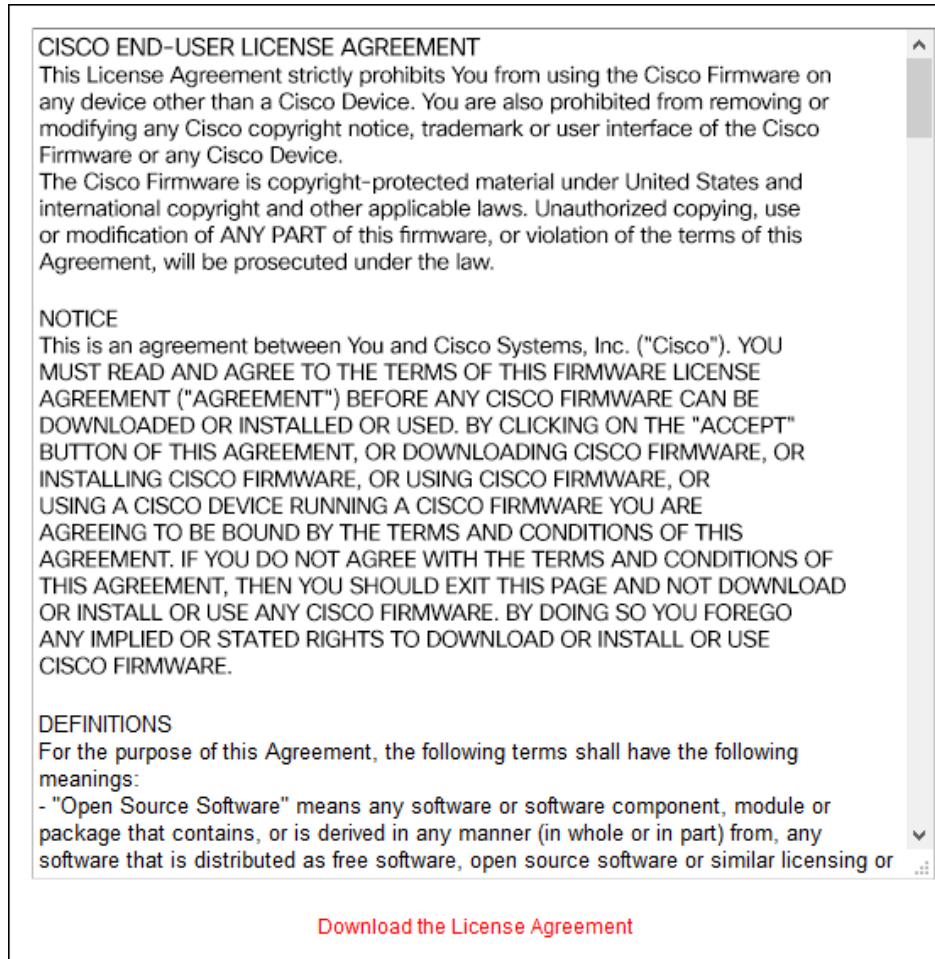 CISCO END-USER LICENSE AGREEMENT
This License Agreement strictly prohibits You from using the Cisco Firmware on
any device other than a Cisco Device. You are also prohibited from removing or
modifying any Cisco copyright notice, trademark or user interface of the Cisco
Firmware or any Cisco Device.
The Cisco Firmware is copyright-protected material under United States and
international copyright and other applicable laws. Unauthorized copying, use
or modification of ANY PART of this firmware, or violation of the terms of this
Agreement, will be prosecuted under the law.
NOTICE
This is an agreement between You and Cisco Systems, Inc. ("Cisco"). YOU
MUST READ AND AGREE TO THE TERMS OF THIS FIRMWARE LICENSE
AGREEMENT ("AGREEMENT") BEFORE ANY CISCO FIRMWARE CAN BE
DOWNLOADED OR INSTALLED OR USED. BY CLICKING ON THE "ACCEPT"
BUTTON OF THIS AGREEMENT, OR DOWNLOADING CISCO FIRMWARE, OR
INSTALLING CISCO FIRMWARE, OR USING CISCO FIRMWARE, OR
USING A CISCO DEVICE RUNNING A CISCO FIRMWARE YOU ARE
AGREEING TO BE BOUND BY THE TERMS AND CONDITIONS OF THIS
AGREEMENT. IF YOU DO NOT AGREE WITH THE TERMS AND CONDITIONS OF
THIS AGREEMENT, THEN YOU SHOULD EXIT THIS PAGE AND NOT DOWNLOAD
OR INSTALL OR USE ANY CISCO FIRMWARE. BY DOING SO YOU FOREGO
ANY IMPLIED OR STATED RIGHTS TO DOWNLOAD OR INSTALL OR USE
CISCO FIRMWARE.
DEFINITIONS
For the purpose of this Agreement, the following terms shall have the following
meanings:
- "Open Source Software" means any software or software component, module or
package that contains, or is derived in any manner (in whole or in part) from, any
software that is distributed as free software, open source software or similar licensing or
Download the License Agreement